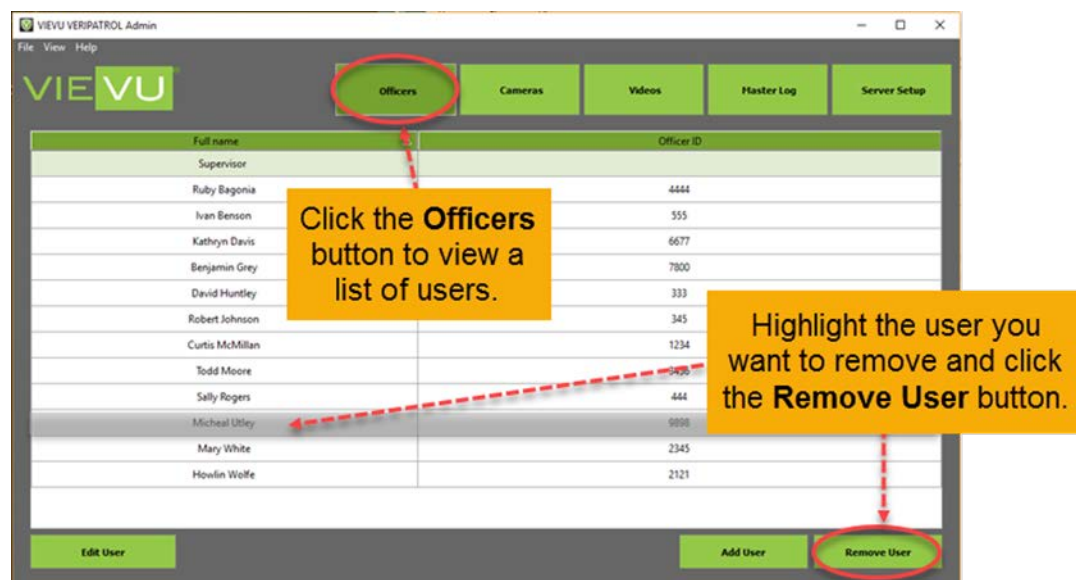 VIEVU VERIPATROL Admin
File View Help
VIEVU
Officers
Cameras
Videos
Master Log
Server Setup
Full name
Officer ID
Supervisor
Ruby Bagonia 4444
Ivan Benson 555
Kathryn Davis 6677
Benjamin Grey 7800
David Huntley 333
Robert Johnson 345
Curtis McMillan 1234
Todd Moore
Sally Rogers 444
Micheal Utley 9898
Mary White 2345
Howlin Wolfe 2121
Click the Officers
button to view a
list of users.
Highlight the user you
want to remove and click
the Remove User button.
Edit User
Add User
Remove User